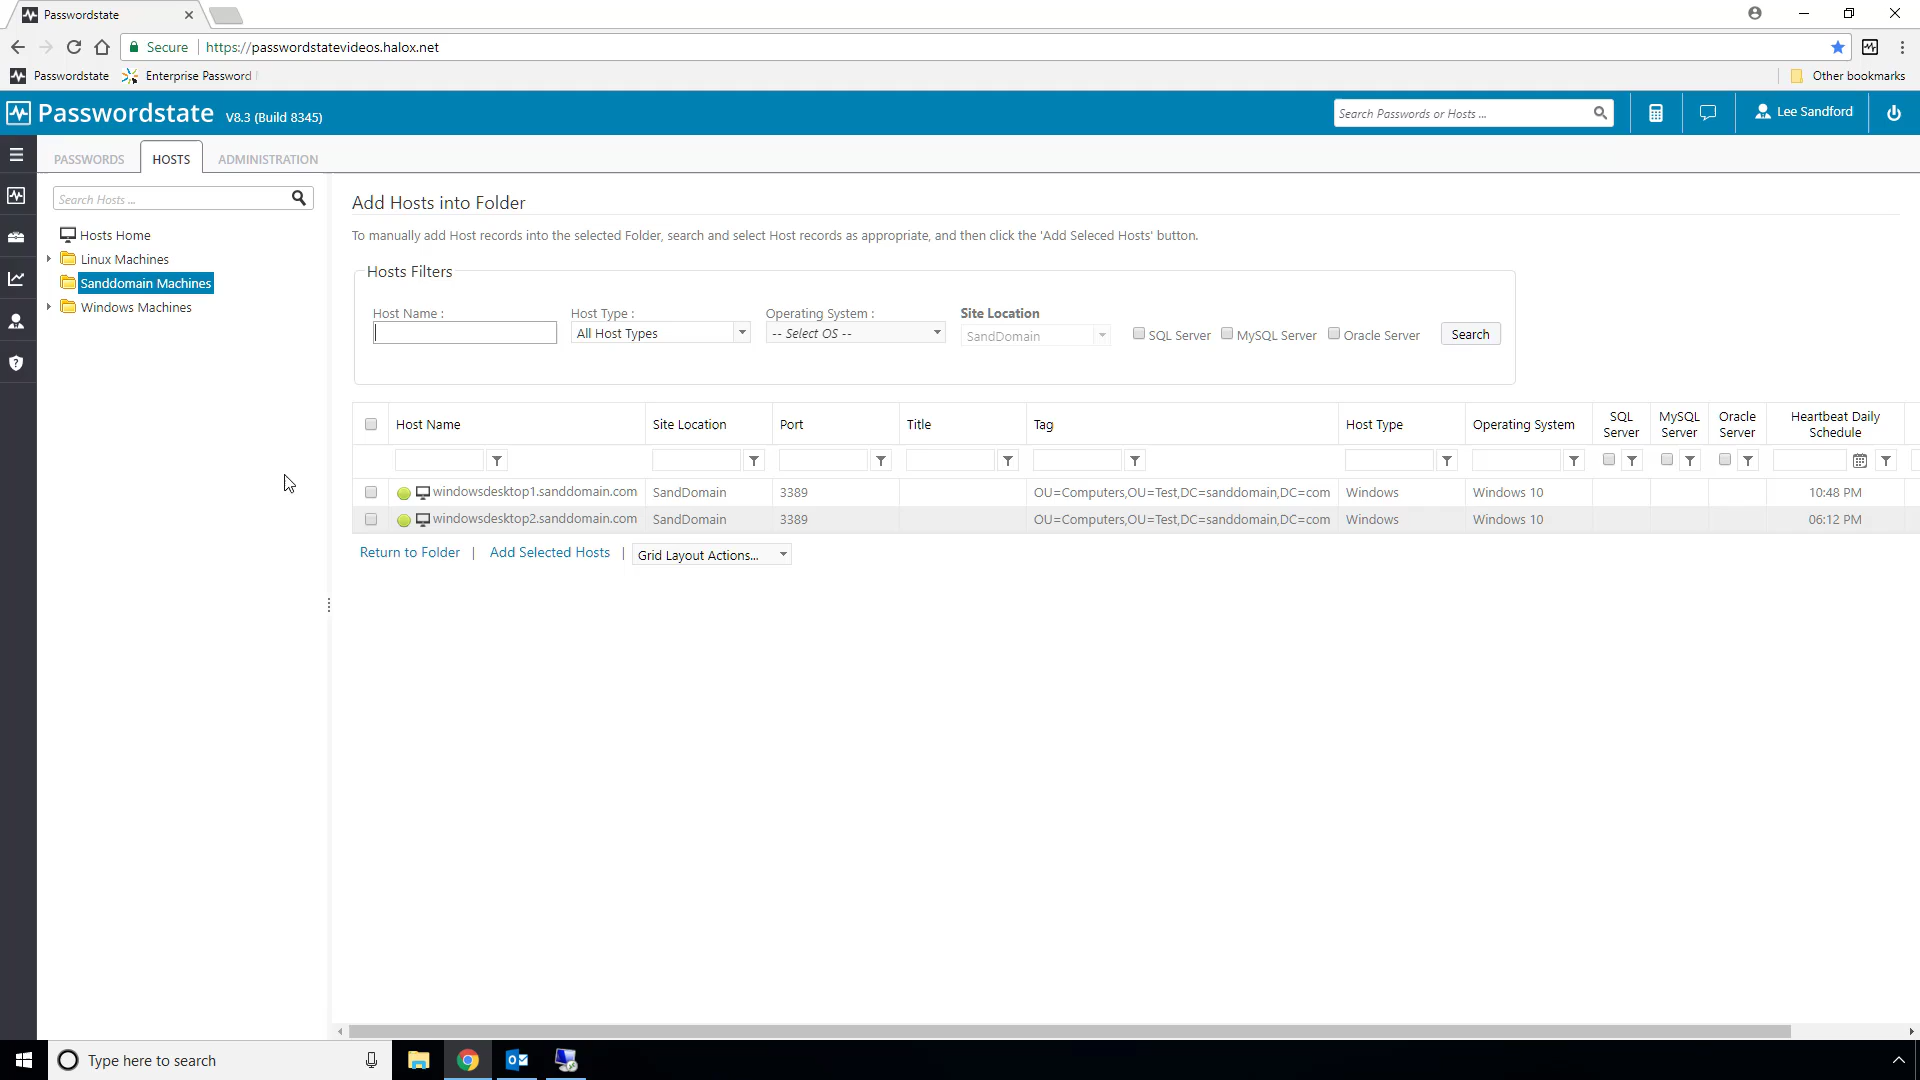 Passwordstate
Secure https://passwordstatevideos.halox.net
Passwordstate Enterprise Password Other bookmarks
Passwordstate V8.3 (Build 8345) Search Passwords or Hosts ... Lee Sandford
PASSWORDS HOSTS ADMINISTRATION
Search Hosts ...
Hosts Home
Linux Machines
Sanddomain Machines
Windows Machines
Add Hosts into Folder
To manually add Host records into the selected Folder, search and select Host records as appropriate, and then click the 'Add Seleced Hosts' button.
Hosts Filters
Host Name : Host Type : Operating System : Site Location
All Host Types -- Select OS -- SandDomain SQL Server MySQL Server Oracle Server Search
Host Name Site Location Port Title Tag Host Type Operating System SQL Server MySQL Server Oracle Server Heartbeat Daily Schedule
windowsdesktop1.sanddomain.com SandDomain 3389 OU=Computers,OU=Test,DC=sanddomain,DC=com Windows Windows 10 10:48 PM
windowsdesktop2.sanddomain.com SandDomain 3389 OU=Computers,OU=Test,DC=sanddomain,DC=com Windows Windows 10 06:12 PM
Return to Folder | Add Selected Hosts | Grid Layout Actions...
Type here to search